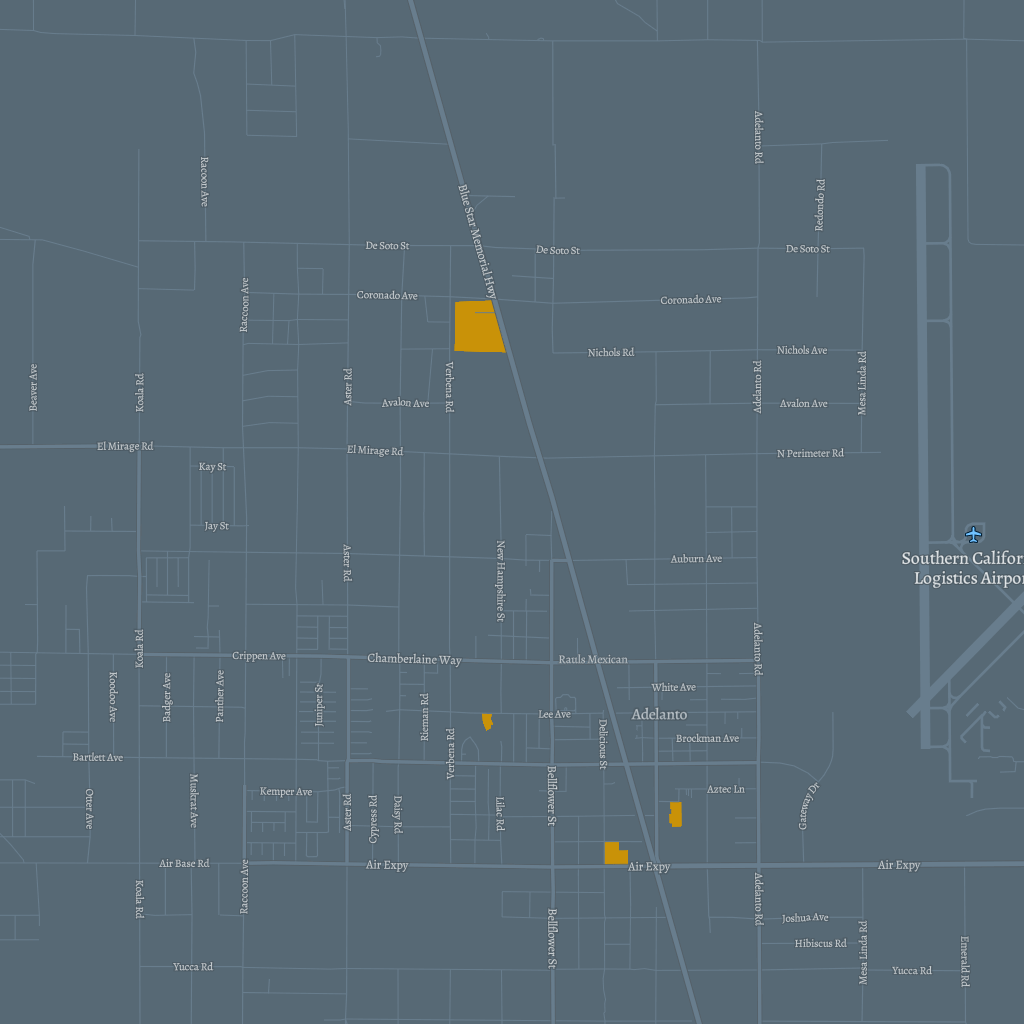 Adelanto Rd
Racoon Ave
Redondo Rd
Blue Star Memorial Hwy
De Soto St
De Soto St
De Soto St
Raccoon Ave
Coronado Ave
Coronado Ave
Nichols Rd
Nichols Ave
Beaver Ave
Koala Rd
Aster Rd
Verbena Rd
Adelanto Rd
Mesa Linda Rd
Avalon Ave
Avalon Ave
El Mirage Rd
El Mirage Rd
N Perimeter Rd
Kay St
Jay St
Aster Rd
New Hampshire St
Auburn Ave
Southern Califor
Logistics Airpor
Koala Rd
Adelanto Rd
Crippen Ave
Chamberlaine Way
Rauls Mexican
Kodapoo Ave
Badger Ave
Panther Ave
Juniper St
White Ave
Rieman Rd
Lee Ave
Adelanto
Delicious St
Verbena Rd
Brockman Ave
Bartlett Ave
Otter Ave
Muskrat Ave
Kemper Ave
Aster Rd
Cypress Rd
Daisy Rd
Lilac Rd
Bellflower St
Aztec Ln
Gateway Dr
Air Base Rd
Air Expy
Air Expy
Air Expy
Koala Rd
Raccoon Ave
Bellflower St
Adelanto Rd
Joshua Ave
Mesa Linda Rd
Hibiscus Rd
Emerald Rd
Yucca Rd
Yucca Rd